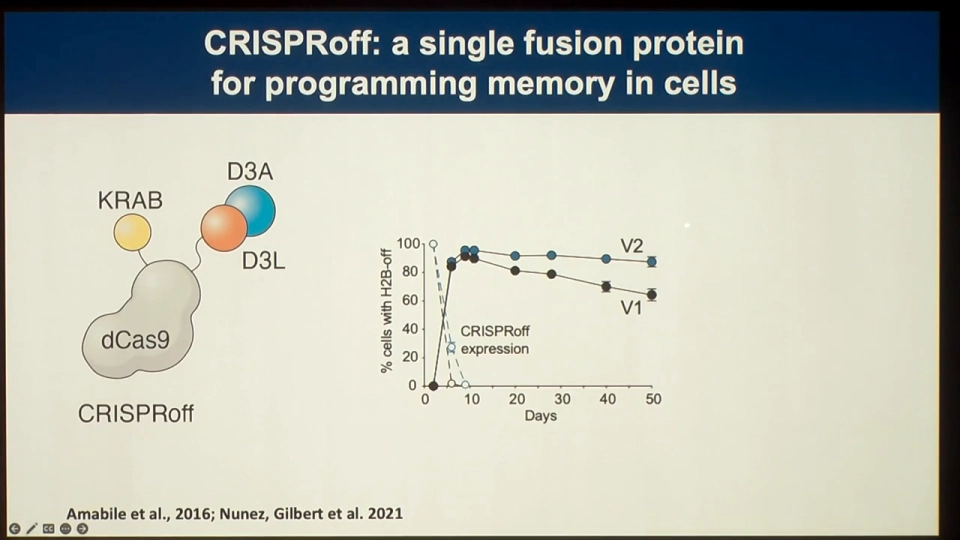 CRISPRoff: a single fusion protein
for programming memory in cells
D3A
KRAB
D3L
dCas9
CRISPRoff
% cells with H2B-off
100
80
60
40
20
0
V2
V1
CRISPRoff
expression
0 10 20 30 40 50
Days
Amabile et al., 2016; Nunez, Gilbert et al. 2021